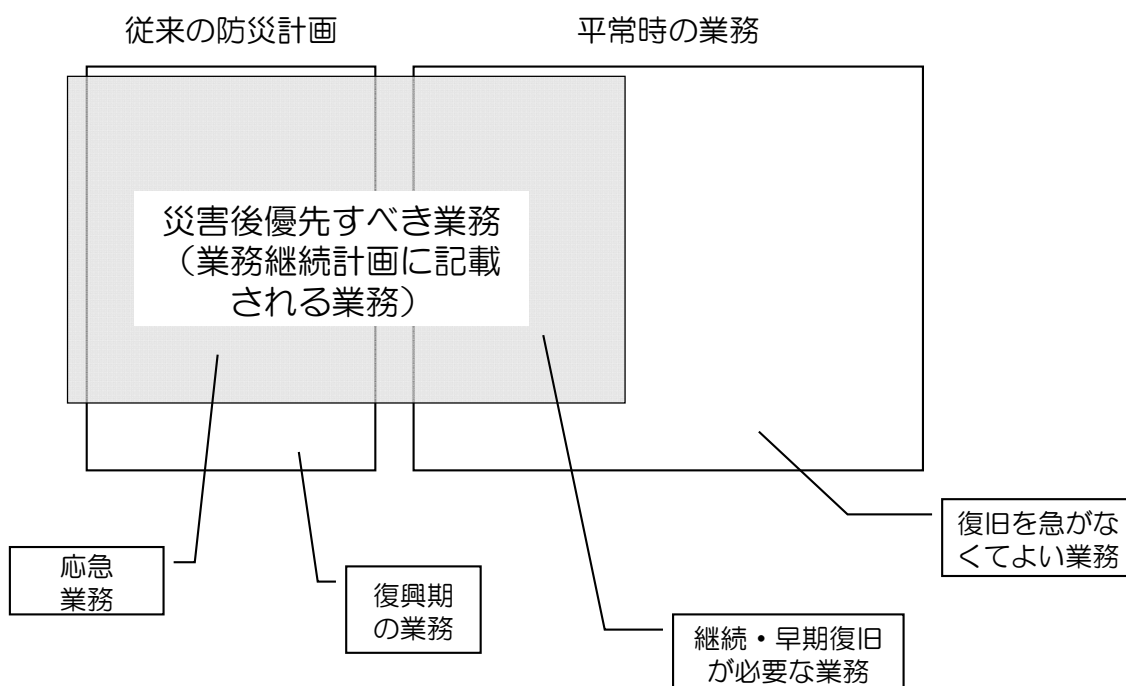 従来の防災計画
平常時の業務
災害後優先すべき業務
（業務継続計画に記載
される業務）
応急
業務
復興期
の業務
継続・早期復旧
が必要な業務
復旧を急がな
くてよい業務